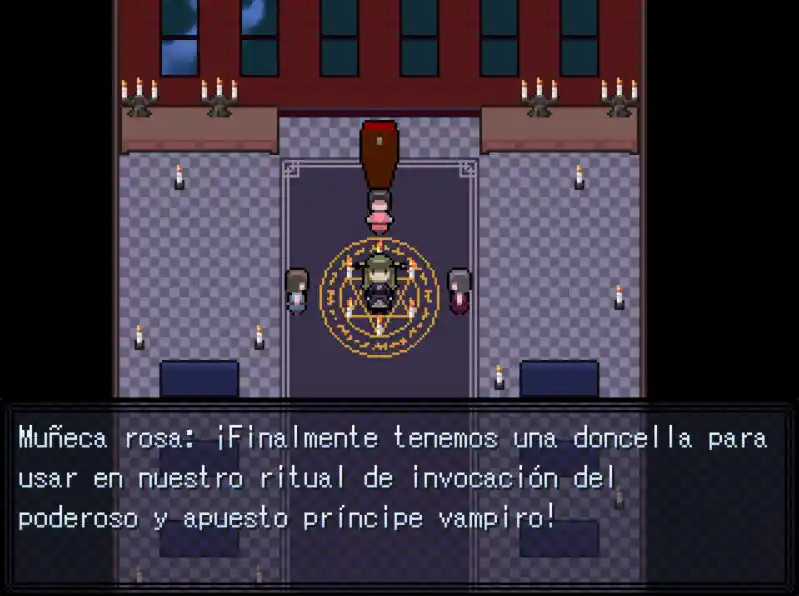 Muñeca rosa: ¡Finalmente tenemos una doncella para
usar en nuestro ritual de invocación del
poderoso y apuesto príncipe vampiro!